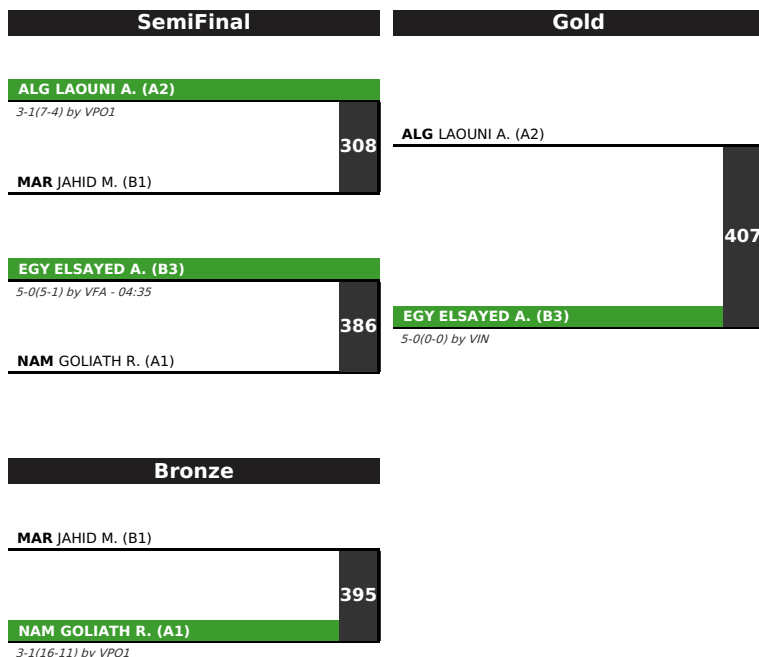 SemiFinal
ALG LAOUNI A. (A2)
3-1(7-4) by VPO1
308
MAR JAHID M. (B1)
EGY ELSAYED A. (B3)
5-0(5-1) by VFA - 04:35
386
NAM GOLIATH R. (A1)
Gold
ALG LAOUNI A. (A2)
407
EGY ELSAYED A. (B3)
5-0(0-0) by VIN
Bronze
MAR JAHID M. (B1)
395
NAM GOLIATH R. (A1)
3-1(16-11) by VPO1